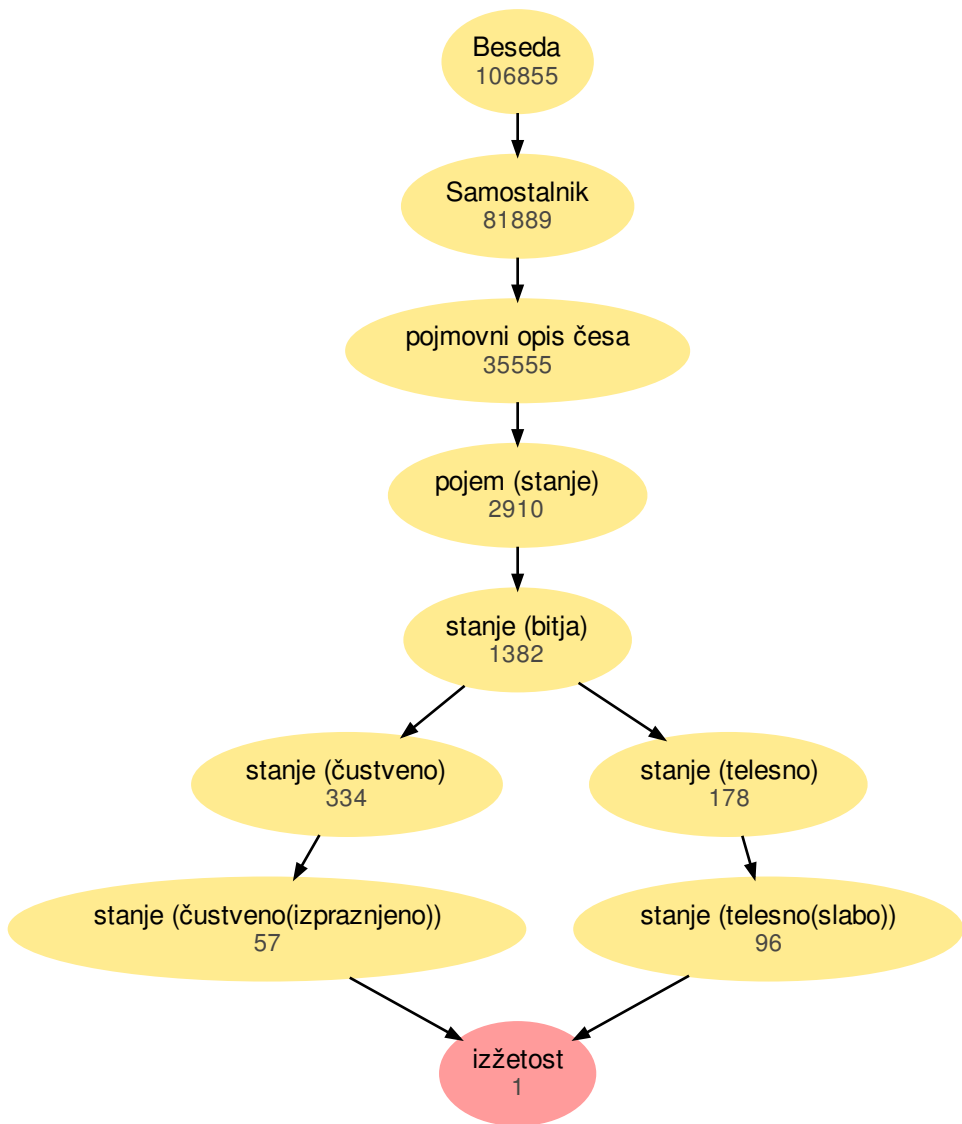 Beseda
106855
Samostalnik
81889
pojmovni opis česa
35555
pojem (stanje)
2910
stanje (bitja)
1382
stanje (čustveno)
334
stanje (telesno)
178
stanje (čustveno(izpraznjeno))
57
stanje (telesno(slabo))
96
izžetost
1